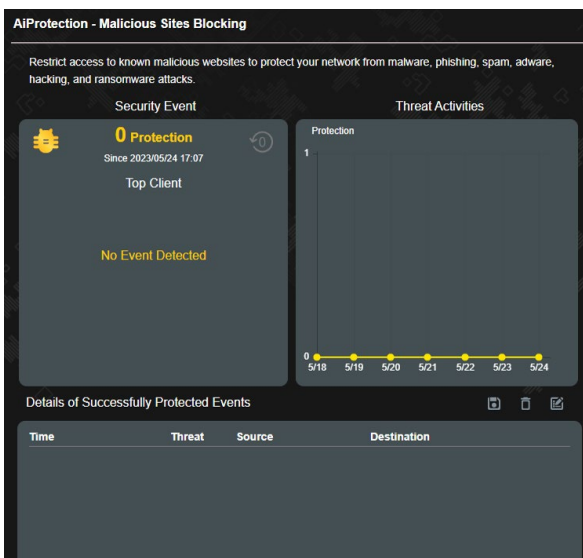 AiProtection - Malicious Sites Blocking
Restrict access to known malicious websites to protect your network from malware, phishing, spam, adware,
hacking, and ransomware attacks.
Security Event
0 Protection
0
Since 2023/05/24 17:07
Top Client
No Event Detected
Threat Activities
Protection
1
0
5/18 5/19 5/20 5/21 5/22 5/23 5/24
Details of Successfully Protected Events
Time Threat Source Destination